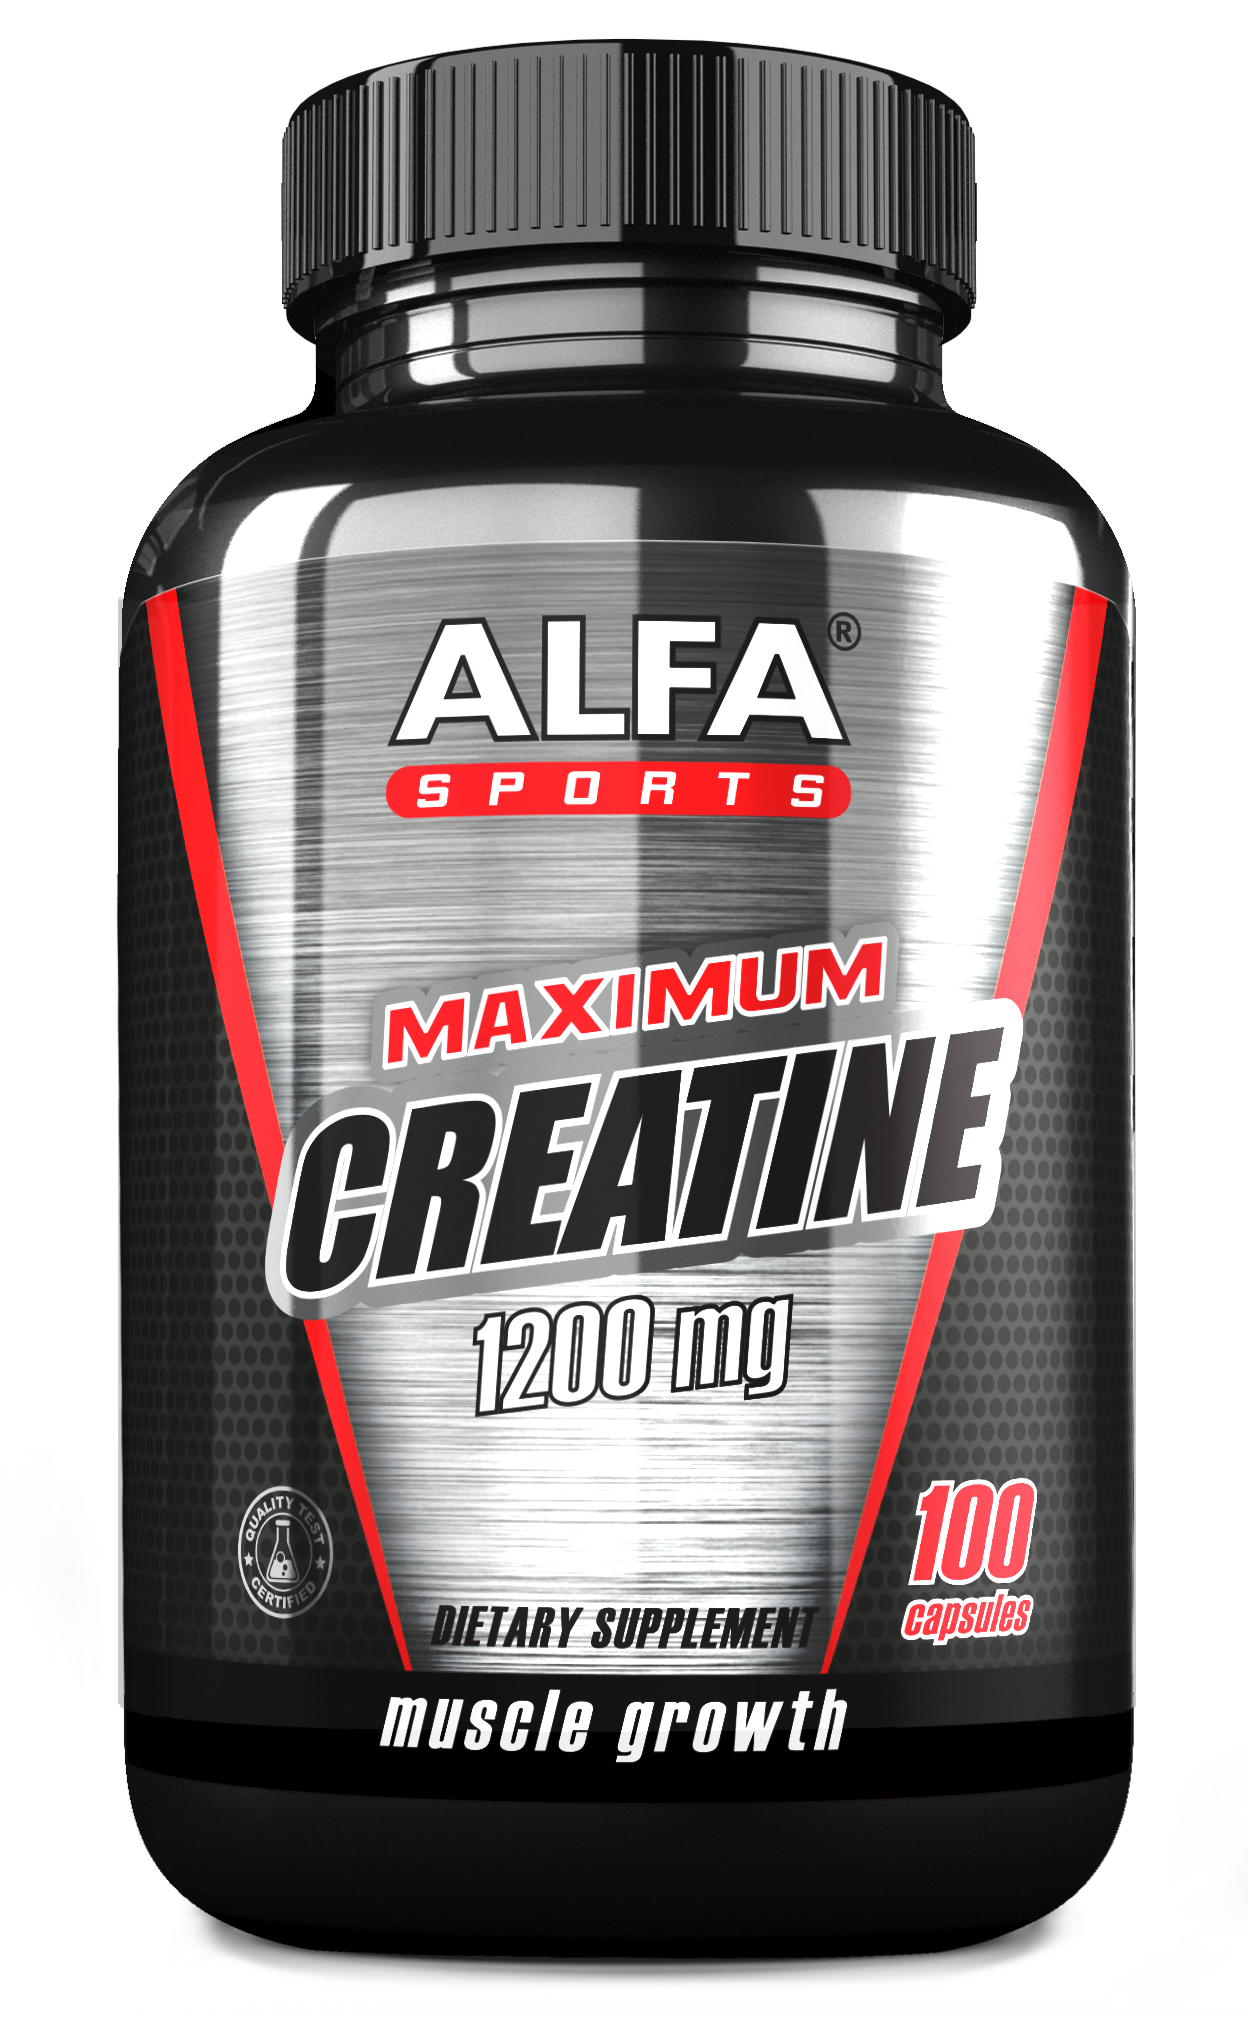 ALFA®
SPORTS
MAXIMUM
CREATINE
1200 mg
QUALITY TEST
CERTIFIED
100
capsules
DIETARY SUPPLEMENT
muscle growth